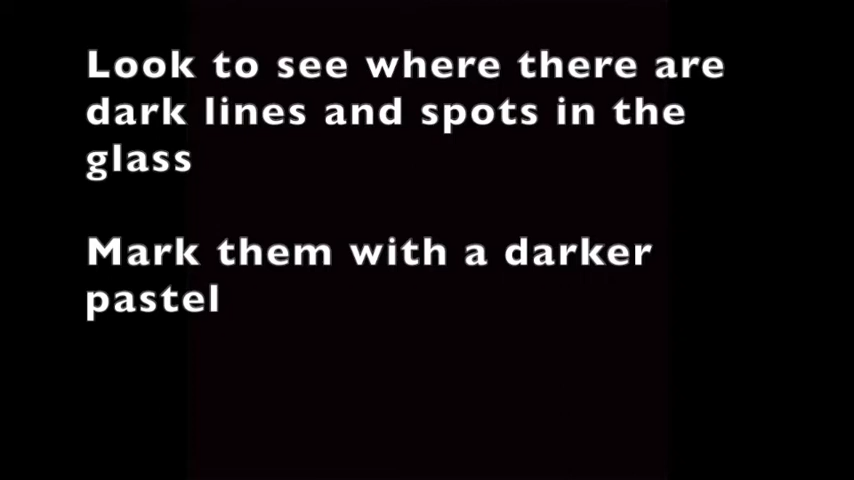 Look to see where there are
dark lines and spots in the
glass
Mark them with a darker
pastel